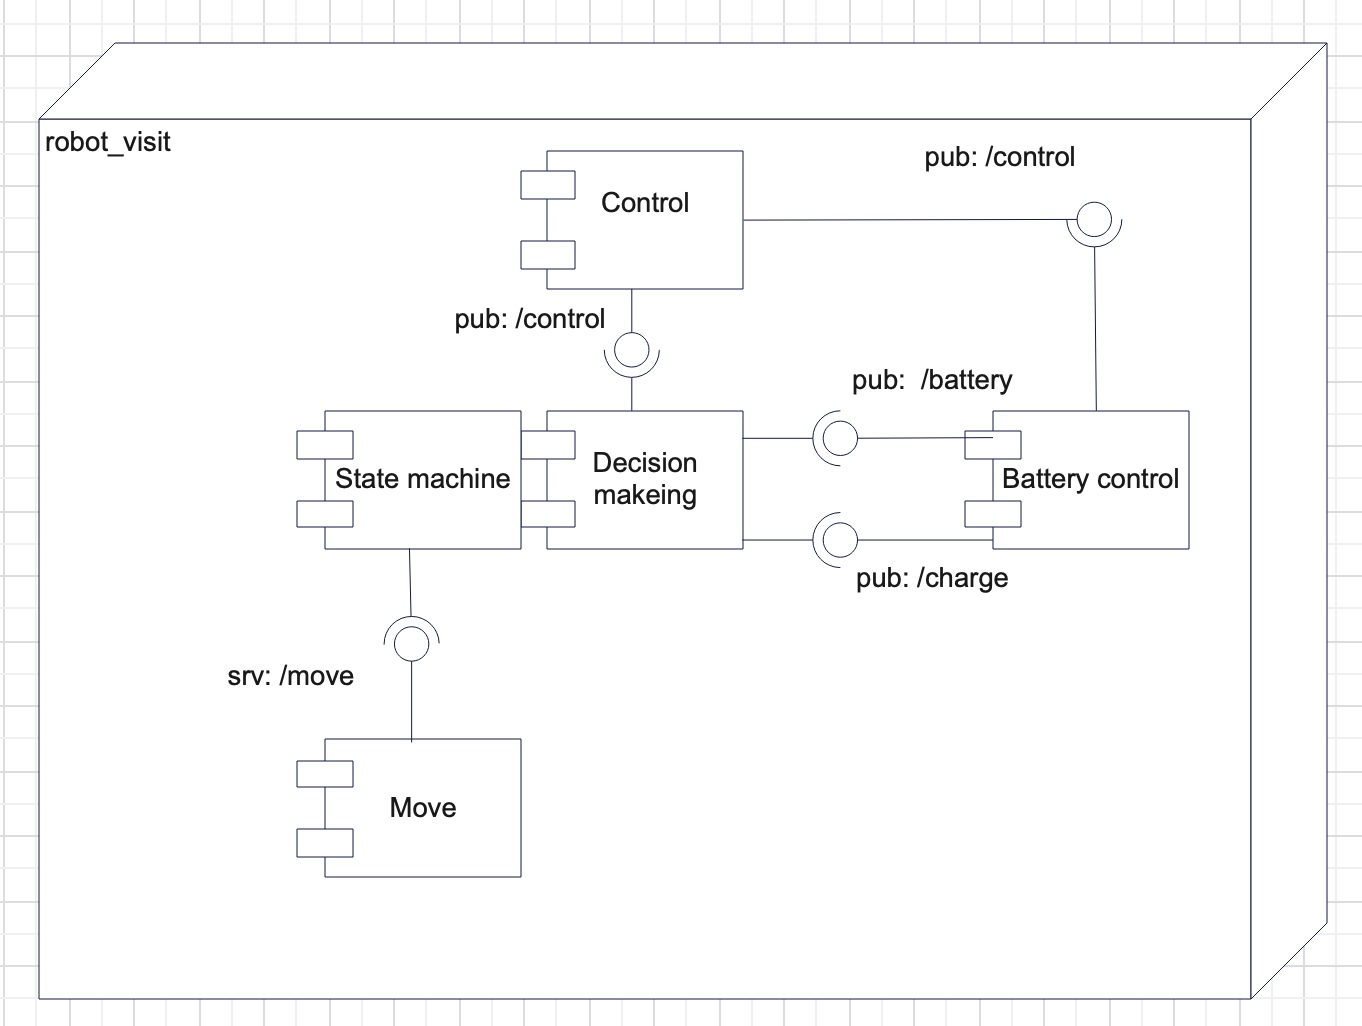 robot_visit
pub: /control
Control
pub: /control
pub:  /battery
State machine
Decision
makeing
Battery control
pub: /charge
srv: /move
Move